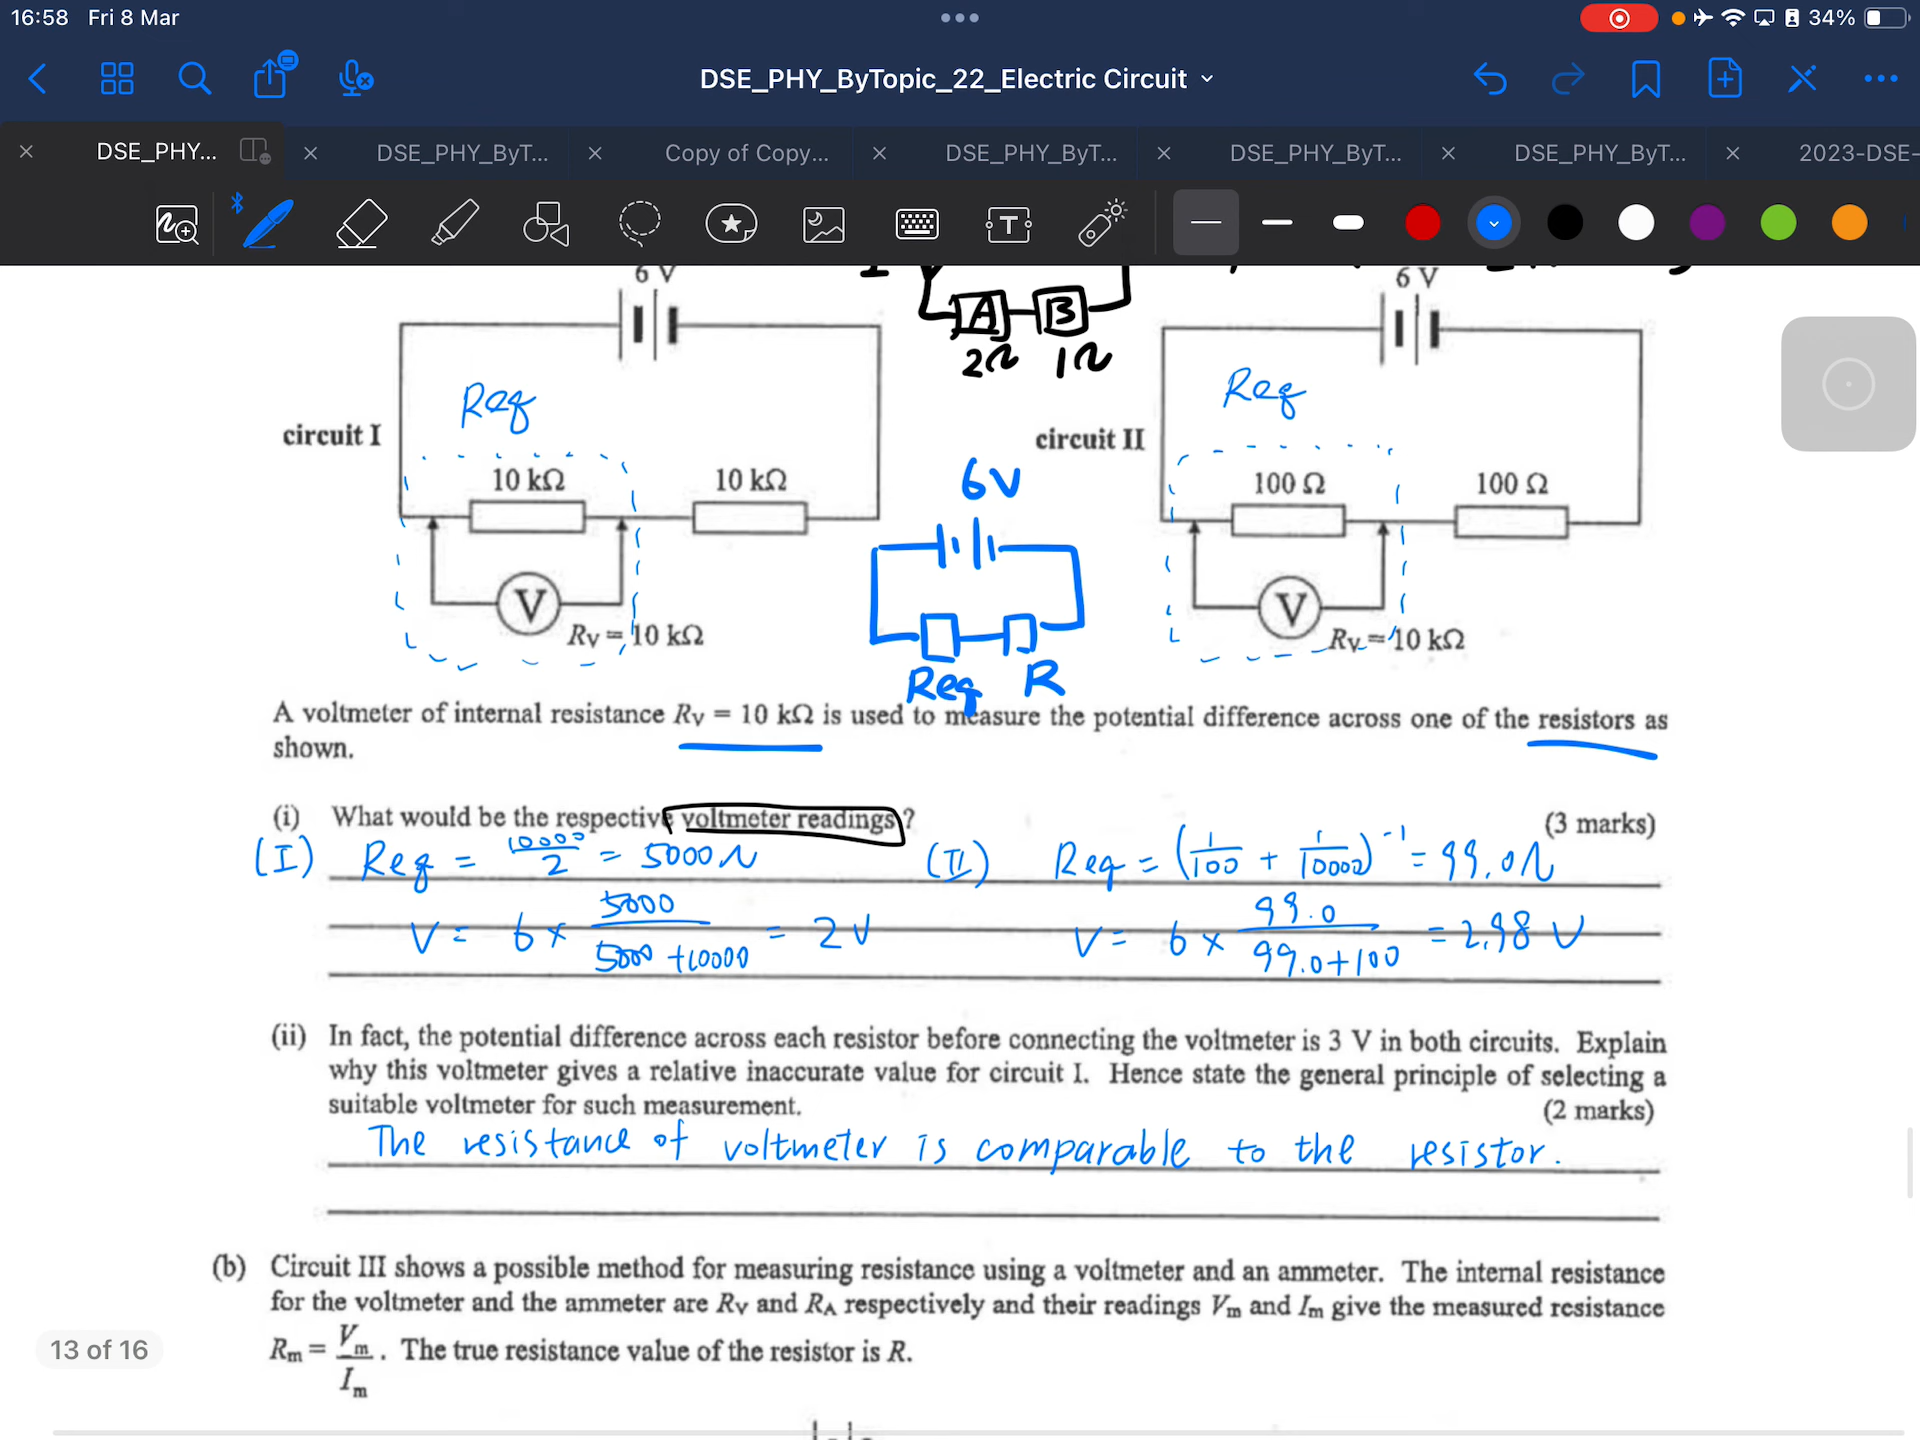 16:58 Fri 8 Mar
34%
DSE_PHY_ByTopic_22_Electric Circuit
DSE_PHY...
DSE_PHY_ByT...
Copy of Copy...
DSE_PHY_ByT...
DSE_PHY_ByT...
DSE_PHY_ByT...
2023-DSE-
6 V
A B
2Ω 1Ω
6 V
Req
Req
circuit I
circuit II
10 kΩ 10 kΩ
6V
100 Ω 100 Ω
V
Rv = 10 kΩ
V
Rv = 10 kΩ
Req R
A voltmeter of internal resistance Rv = 10 kΩ is used to measure the potential difference across one of the resistors as
shown.
(i) What would be the respective voltmeter readings?
(3 marks)
(I) Req = 10000/2 = 5000Ω
(II) Req = (1/100 + 1/10000)⁻¹ = 99.0Ω
V = 6 × 5000/(5000+10000) = 2V
V = 6 × 99.0/(99.0+100) = 2.98 V
(ii) In fact, the potential difference across each resistor before connecting the voltmeter is 3 V in both circuits. Explain
why this voltmeter gives a relative inaccurate value for circuit I. Hence state the general principle of selecting a
suitable voltmeter for such measurement.
(2 marks)
The resistance of voltmeter is comparable to the resistor.
(b) Circuit III shows a possible method for measuring resistance using a voltmeter and an ammeter. The internal resistance
for the voltmeter and the ammeter are Rv and RA respectively and their readings Vm and Im give the measured resistance
Rm = Vm/Im. The true resistance value of the resistor is R.
13 of 16